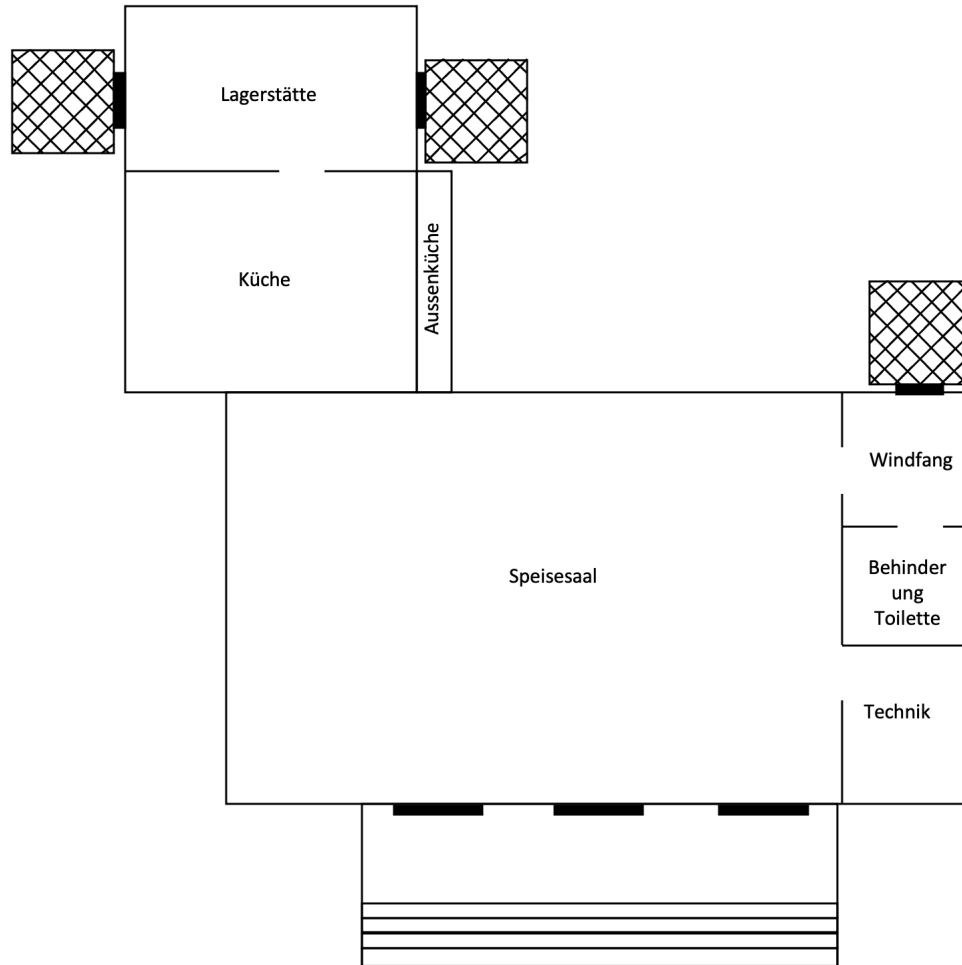 Lagerstätte
Küche
Aussenküche
Windfang
Speisesaal
Behinder
ung
Toilette
Technik